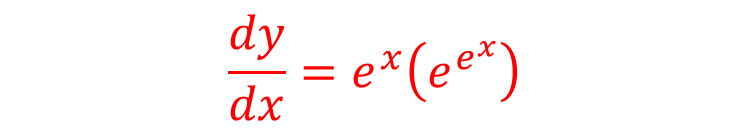 dy/dx = e^x(e^{e^x})